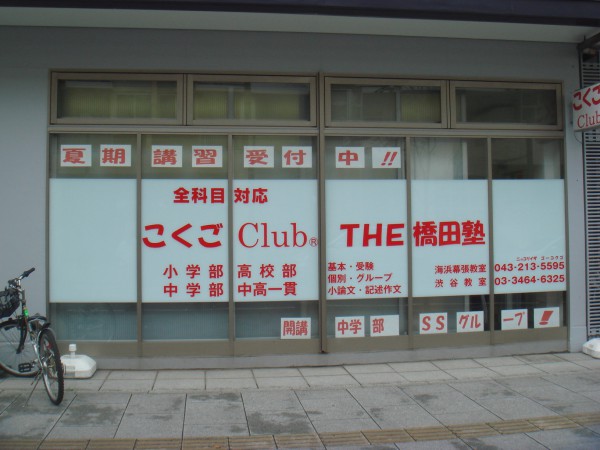 夏期講習受付中!!
全科目対応
こくごClub® THE橋田塾
小学部 高校部
中学部 中高一貫
基本・受験
個別・グループ
小論文・記述作文
海浜幕張教室 043-213-5595
渋谷教室 03-3464-6325
開講 中学部 SSグループ!!
こくご
Club